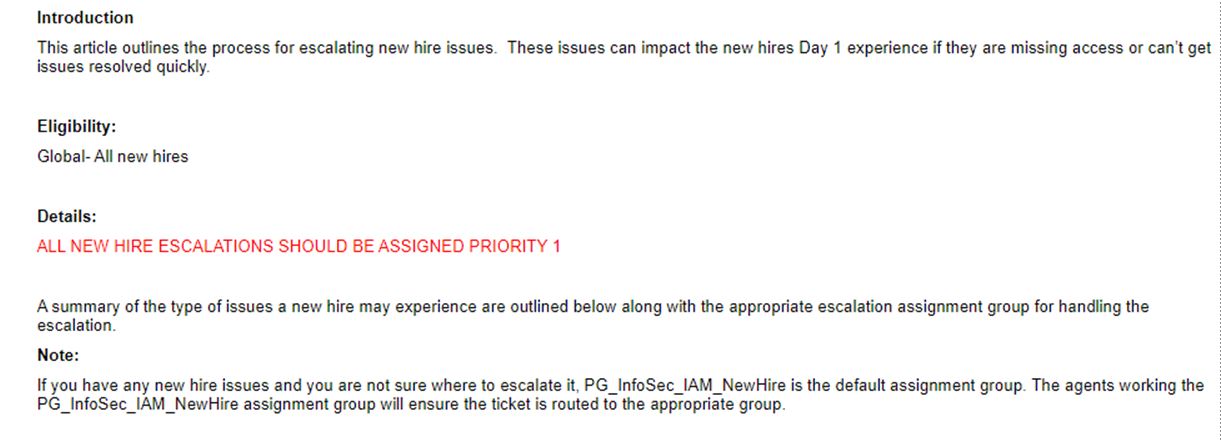 Introduction
This article outlines the process for escalating new hire issues.  These issues can impact the new hires Day 1 experience if they are missing access or can't get
issues resolved quickly.
Eligibility:
Global- All new hires
Details:
ALL NEW HIRE ESCALATIONS SHOULD BE ASSIGNED PRIORITY 1
A summary of the type of issues a new hire may experience are outlined below along with the appropriate escalation assignment group for handling the
escalation.
Note:
If you have any new hire issues and you are not sure where to escalate it, PG_InfoSec_IAM_NewHire is the default assignment group. The agents working the
PG_InfoSec_IAM_NewHire assignment group will ensure the ticket is routed to the appropriate group.